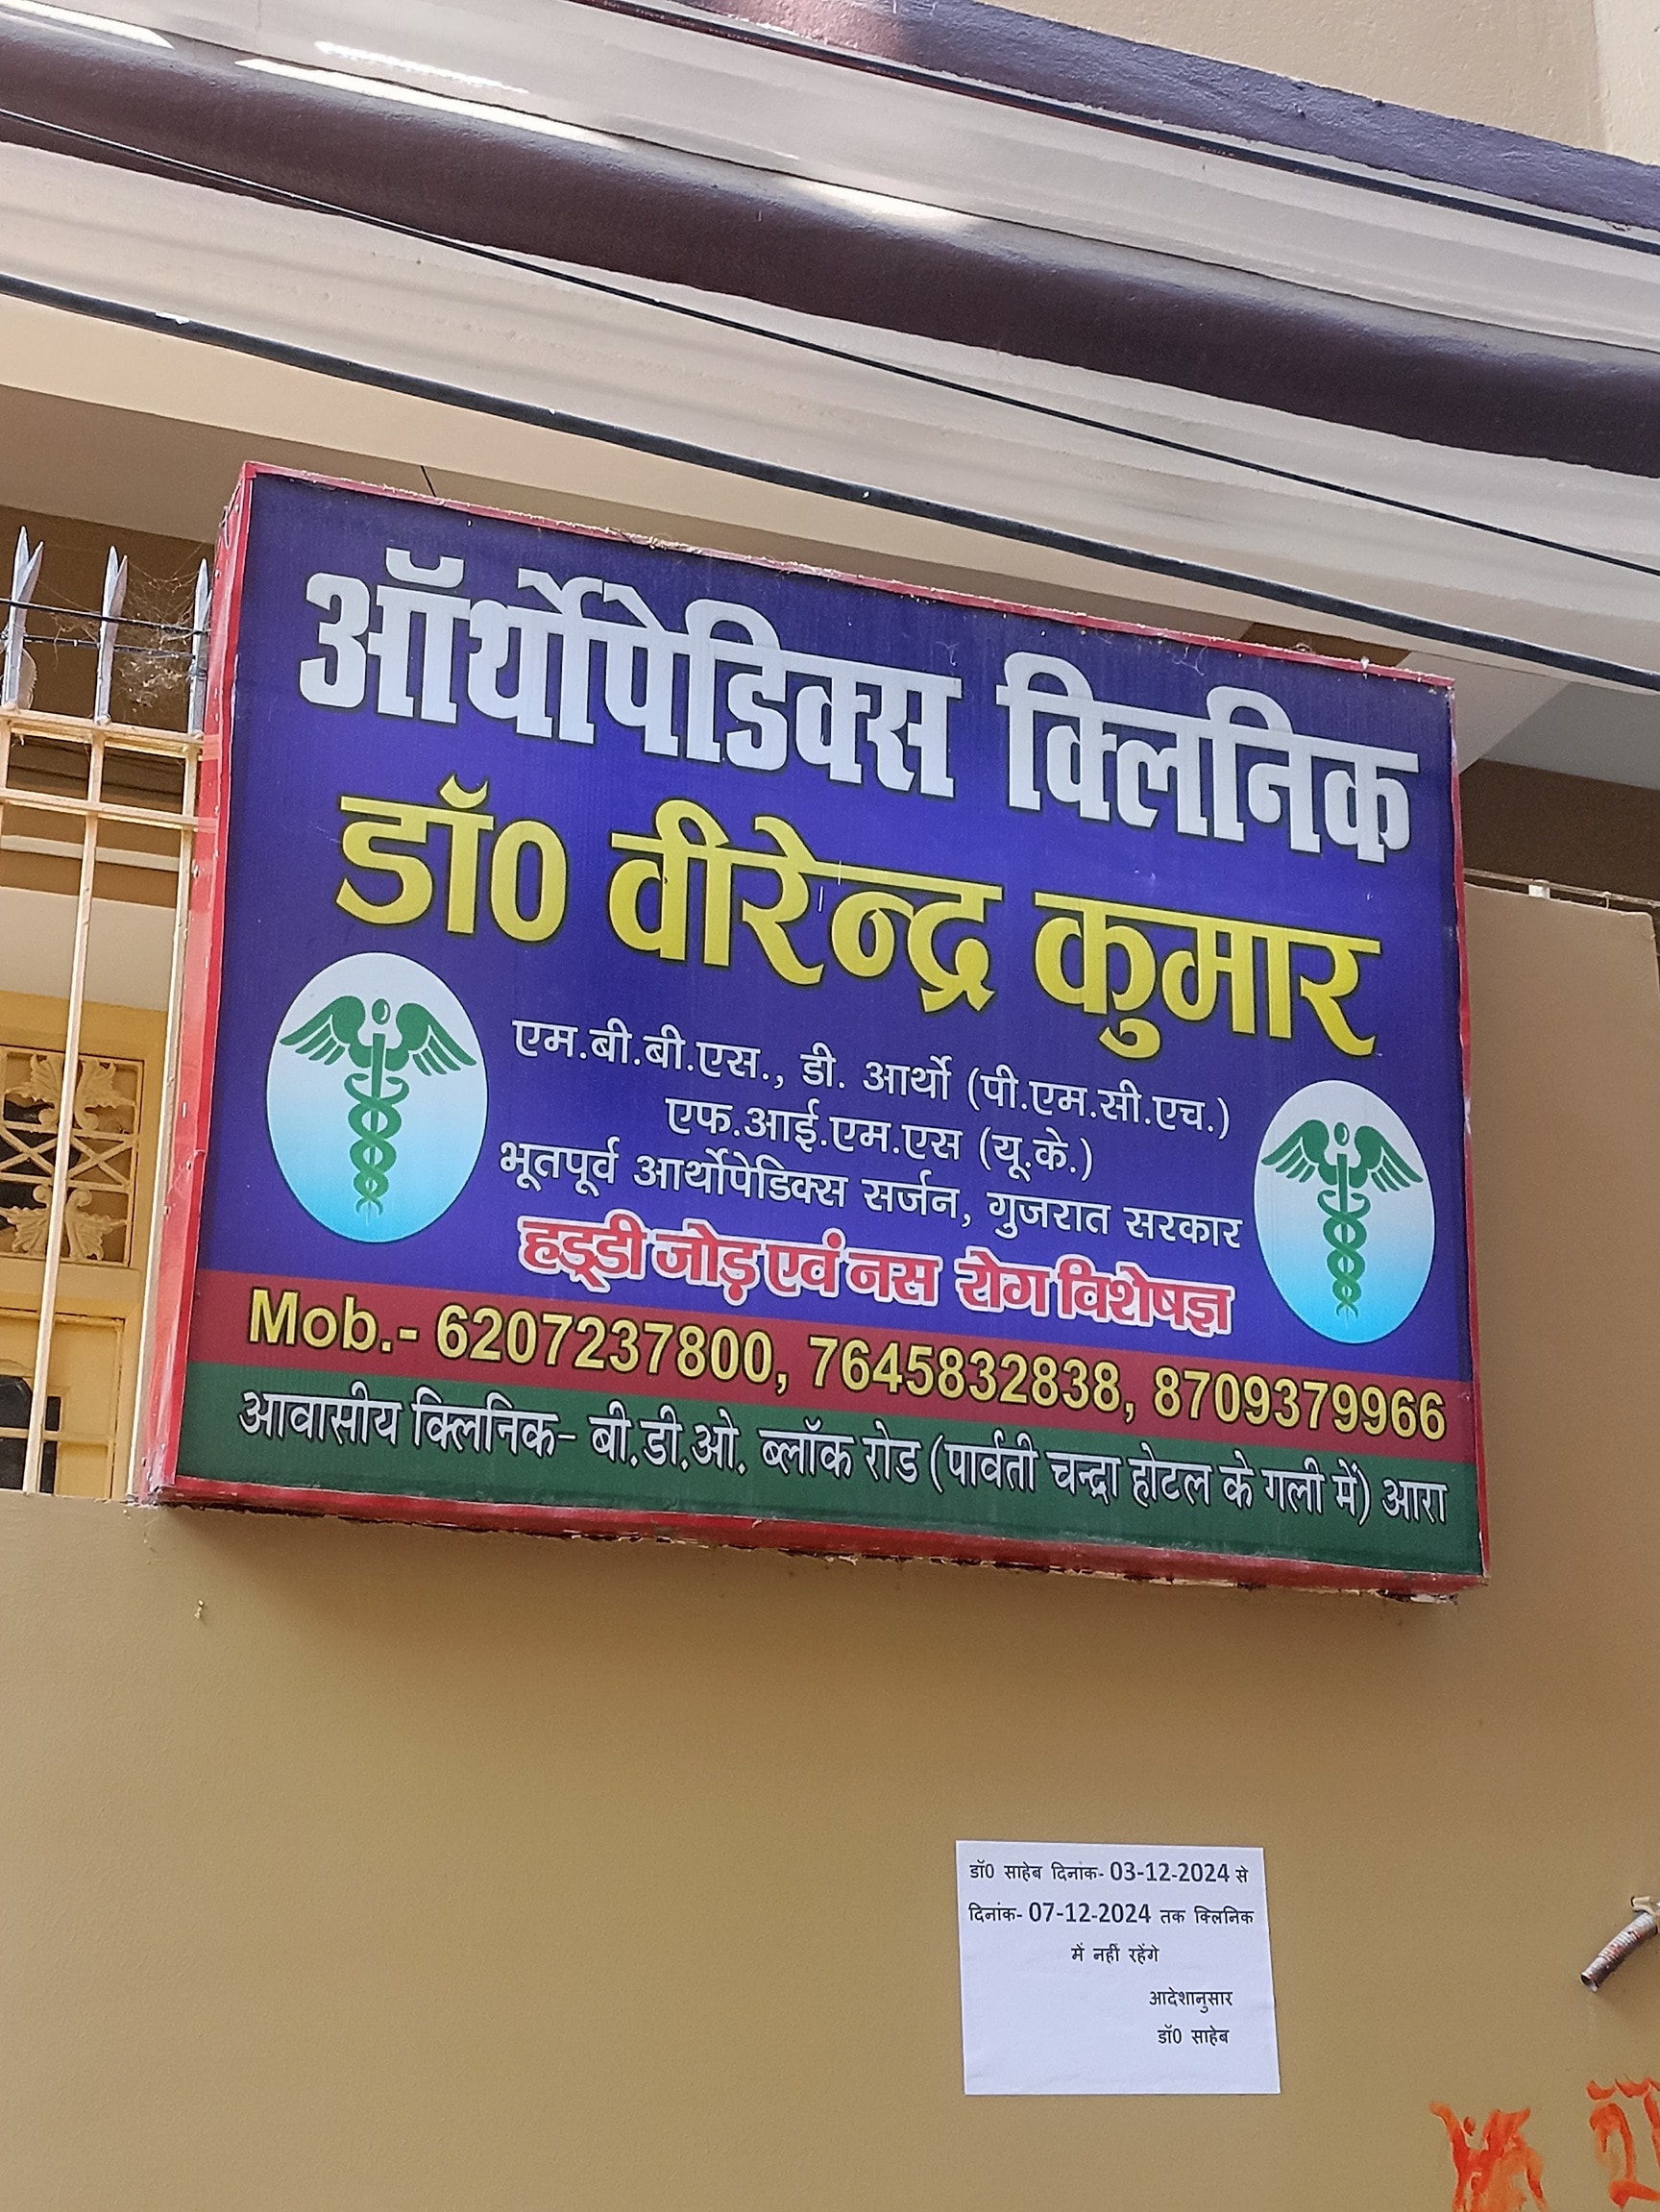 ऑर्थोपेडिक्स क्लिनिक
डॉ0 वीरेन्द्र कुमार
एम.बी.बी.एस., डी. आर्थो (पी.एम.सी.एच.)
एफ.आई.एम.एस (यू.के.)
भूतपूर्व आर्थोपेडिक्स सर्जन, गुजरात सरकार
हड्डी जोड़ एवं नस रोग विशेषज्ञ
Mob.- 6207237800, 7645832838, 8709379966
आवासीय क्लिनिक- बी.डी.ओ. ब्लॉक रोड (पार्वती चन्द्रा होटल के गली में) आरा
डॉ0 साहेब दिनांक- 03-12-2024 से
दिनांक- 07-12-2024 तक क्लिनिक
में नहीं रहेंगे
आदेशानुसार
डॉ0 साहेब